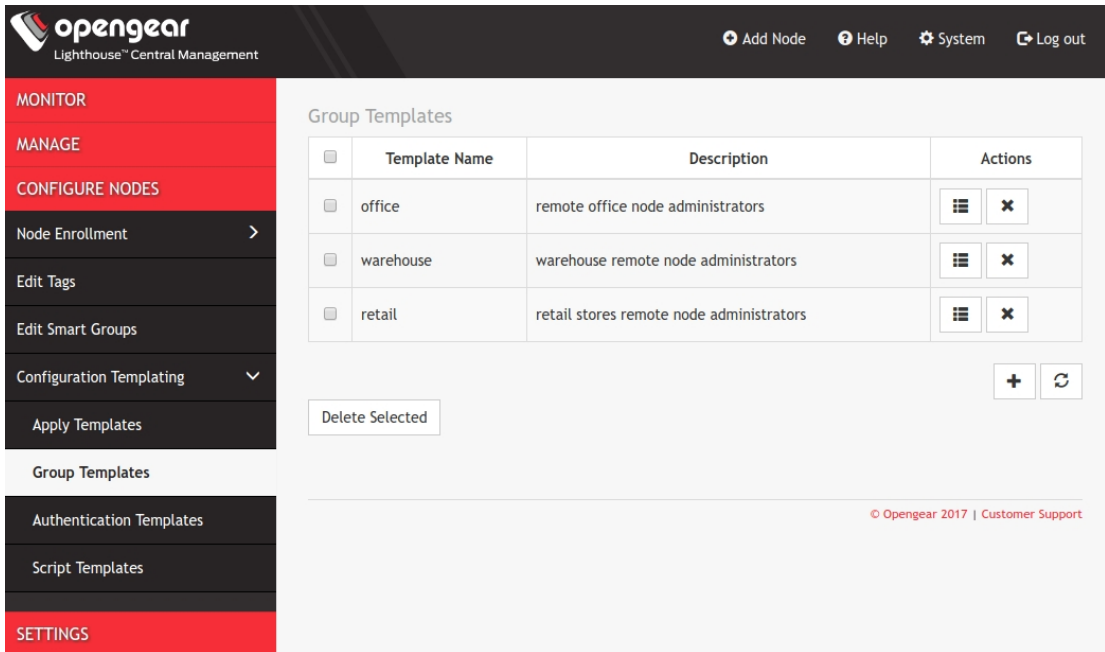 opengear
Lighthouse™ Central Management
Add Node Help System Log out
MONITOR
MANAGE
CONFIGURE NODES
Node Enrollment
Edit Tags
Edit Smart Groups
Configuration Templating
Apply Templates
Group Templates
Authentication Templates
Script Templates
SETTINGS
Group Templates
Template Name Description Actions
office remote office node administrators
warehouse warehouse remote node administrators
retail retail stores remote node administrators
Delete Selected
© Opengear 2017 | Customer Support